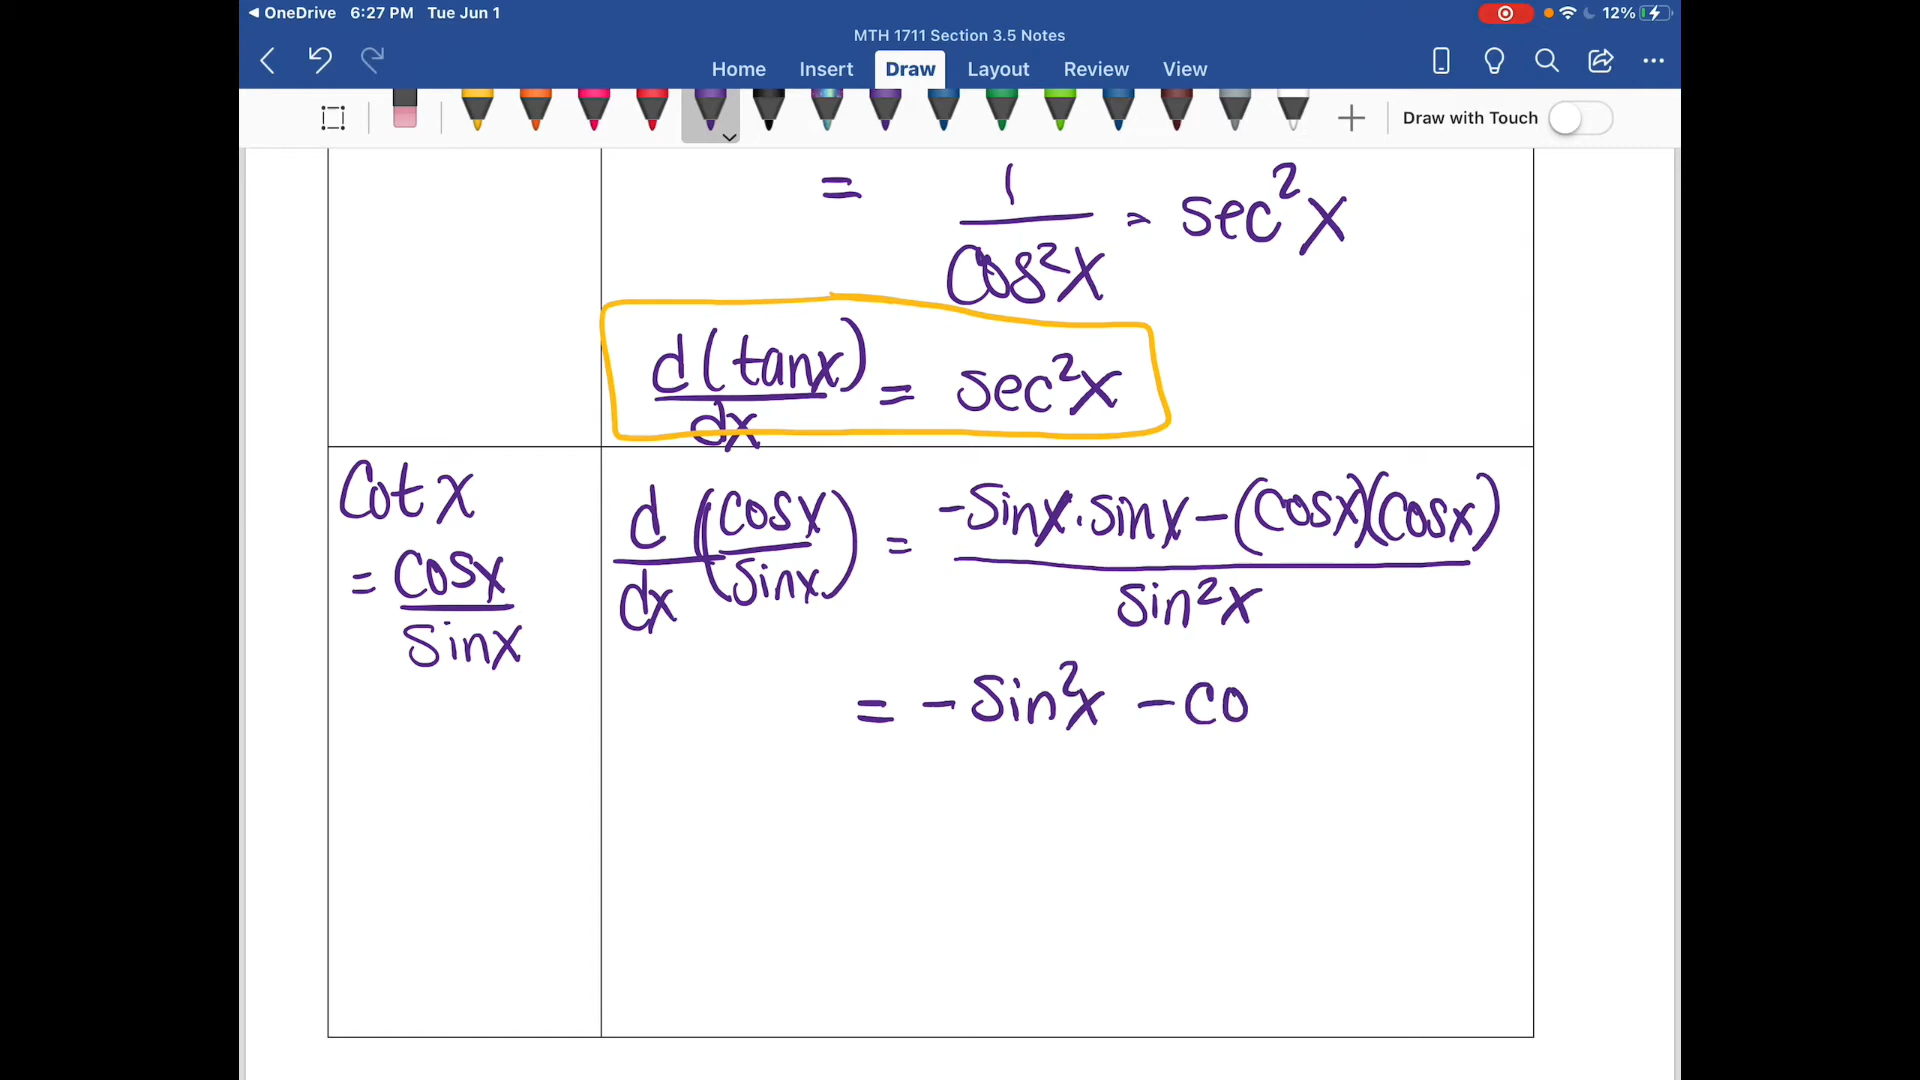 OneDrive 6:27 PM Tue Jun 1 12%
MTH 1711 Section 3.5 Notes
Home Insert Draw Layout Review View
Draw with Touch
= 1/cos²x = sec²x
d(tanx)/dx = sec²x
Cot x
= cosx/sinx
d/dx (cosx/sinx) = -sinx·sinx-(cosx)(cosx)/sin²x
= -sin²x - co